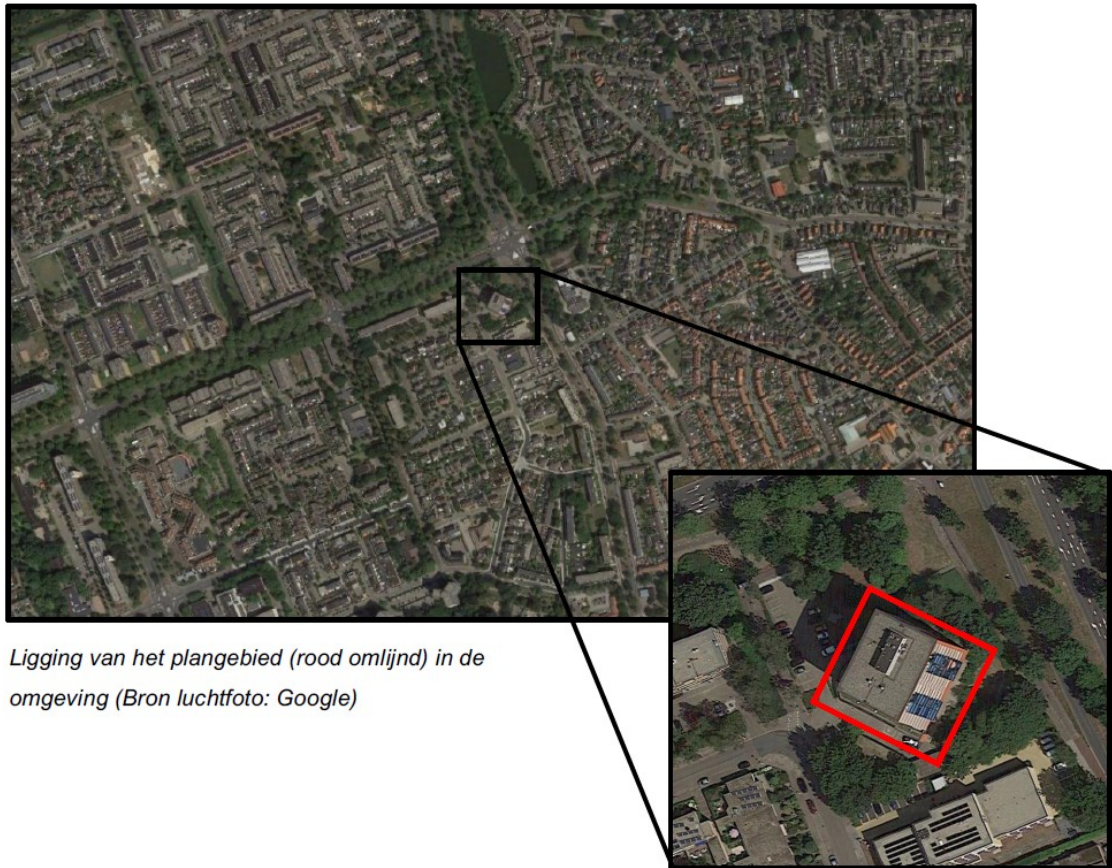 Ligging van het plangebied (rood omlijnd) in de
omgeving (Bron luchtfoto: Google)